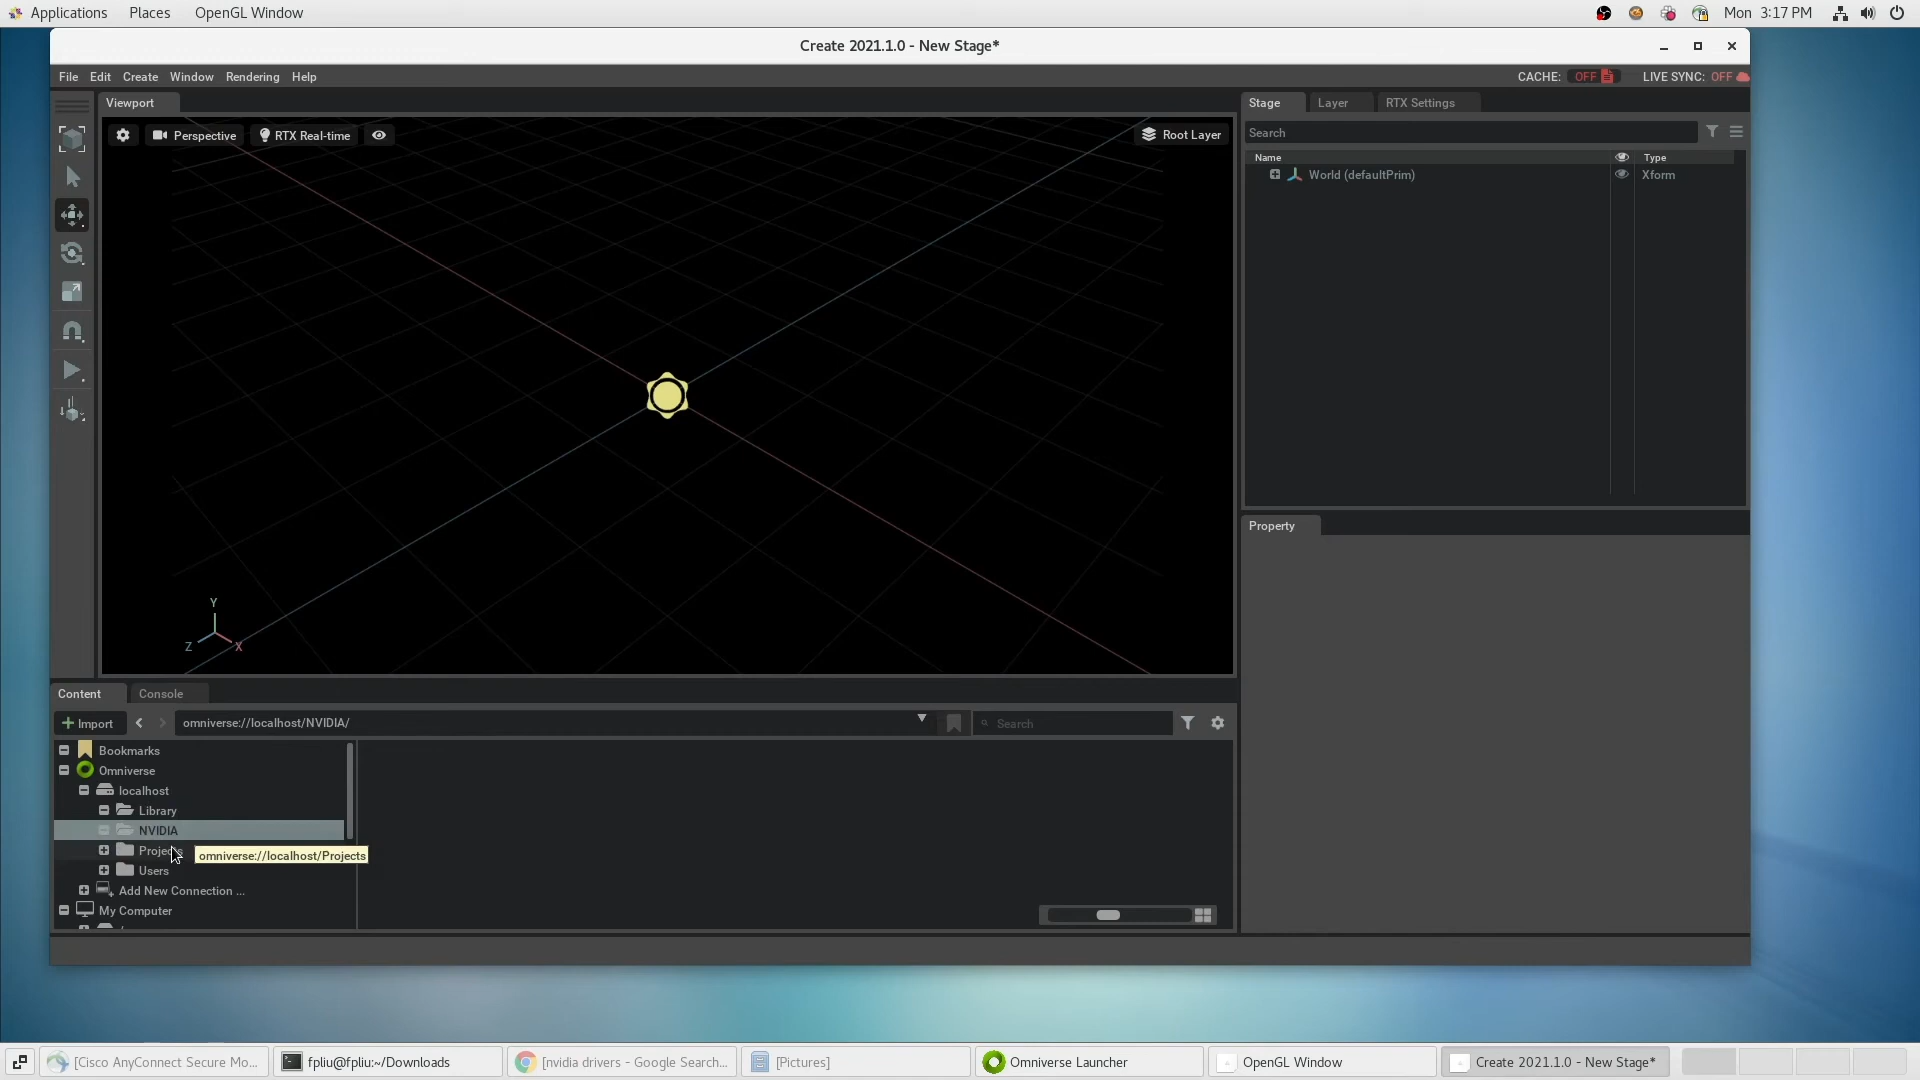 Applications Places OpenGL Window Mon 3:17 PM
Create 2021.1.0 - New Stage*
File Edit Create Window Rendering Help CACHE: OFF LIVE SYNC: OFF
Viewport
Perspective RTX Real-time Root Layer
Y
Z X
Stage Layer RTX Settings
Search
Name Type
World (defaultPrim) Xform
Property
Content Console
Import omniverse://localhost/NVIDIA/ Search
Bookmarks
Omniverse
localhost
Library
NVIDIA
Projects omniverse://localhost/Projects
Users
Add New Connection ...
My Computer
[Cisco AnyConnect Secure Mo... fpliu@fpliu:~/Downloads [nvidia drivers - Google Search... [Pictures] Omniverse Launcher OpenGL Window Create 2021.1.0 - New Stage*